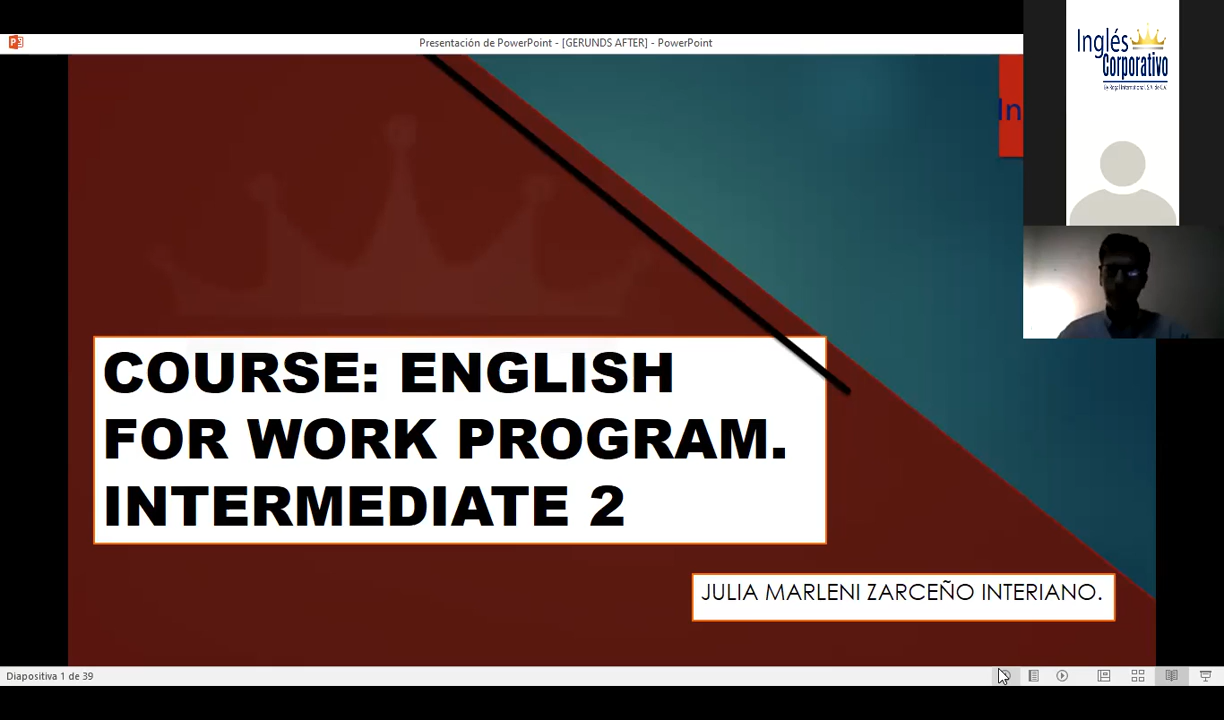 Presentación de PowerPoint - [GERUNDS AFTER] - PowerPoint
Inglés
Corporativo
In
COURSE: ENGLISH
FOR WORK PROGRAM.
INTERMEDIATE 2
JULIA MARLENI ZARCEÑO INTERIANO.
Diapositiva 1 de 39